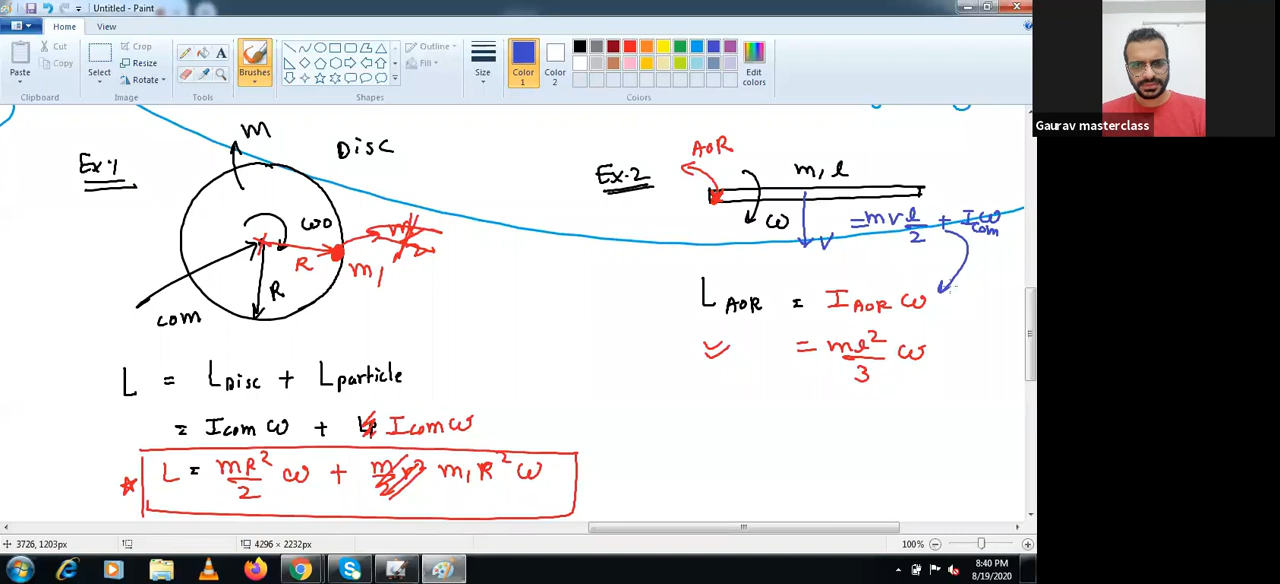 Untitled - Paint
Home View
Paste
Cut
Copy
Clipboard
Select
Crop
Resize
Rotate
Image
Tools
Brushes
Shapes
Outline
Fill
Size
Color 1
Color 2
Edit colors
Colors
Gaurav masterclass
Ex:1
m
Disc
ω0
R
m1
R
com
L = LDisc + Lparticle
= Icom ω + Icom ω
L = mR²/2 ω + m1 R² ω
Ex-2
AOR
m, l
ω
v
= mv l/2 + Icom ω
LAOR = IAOR ω
= ml²/3 ω
3726, 1203px
4296 × 2232px
100%
8:40 PM
8/19/2020